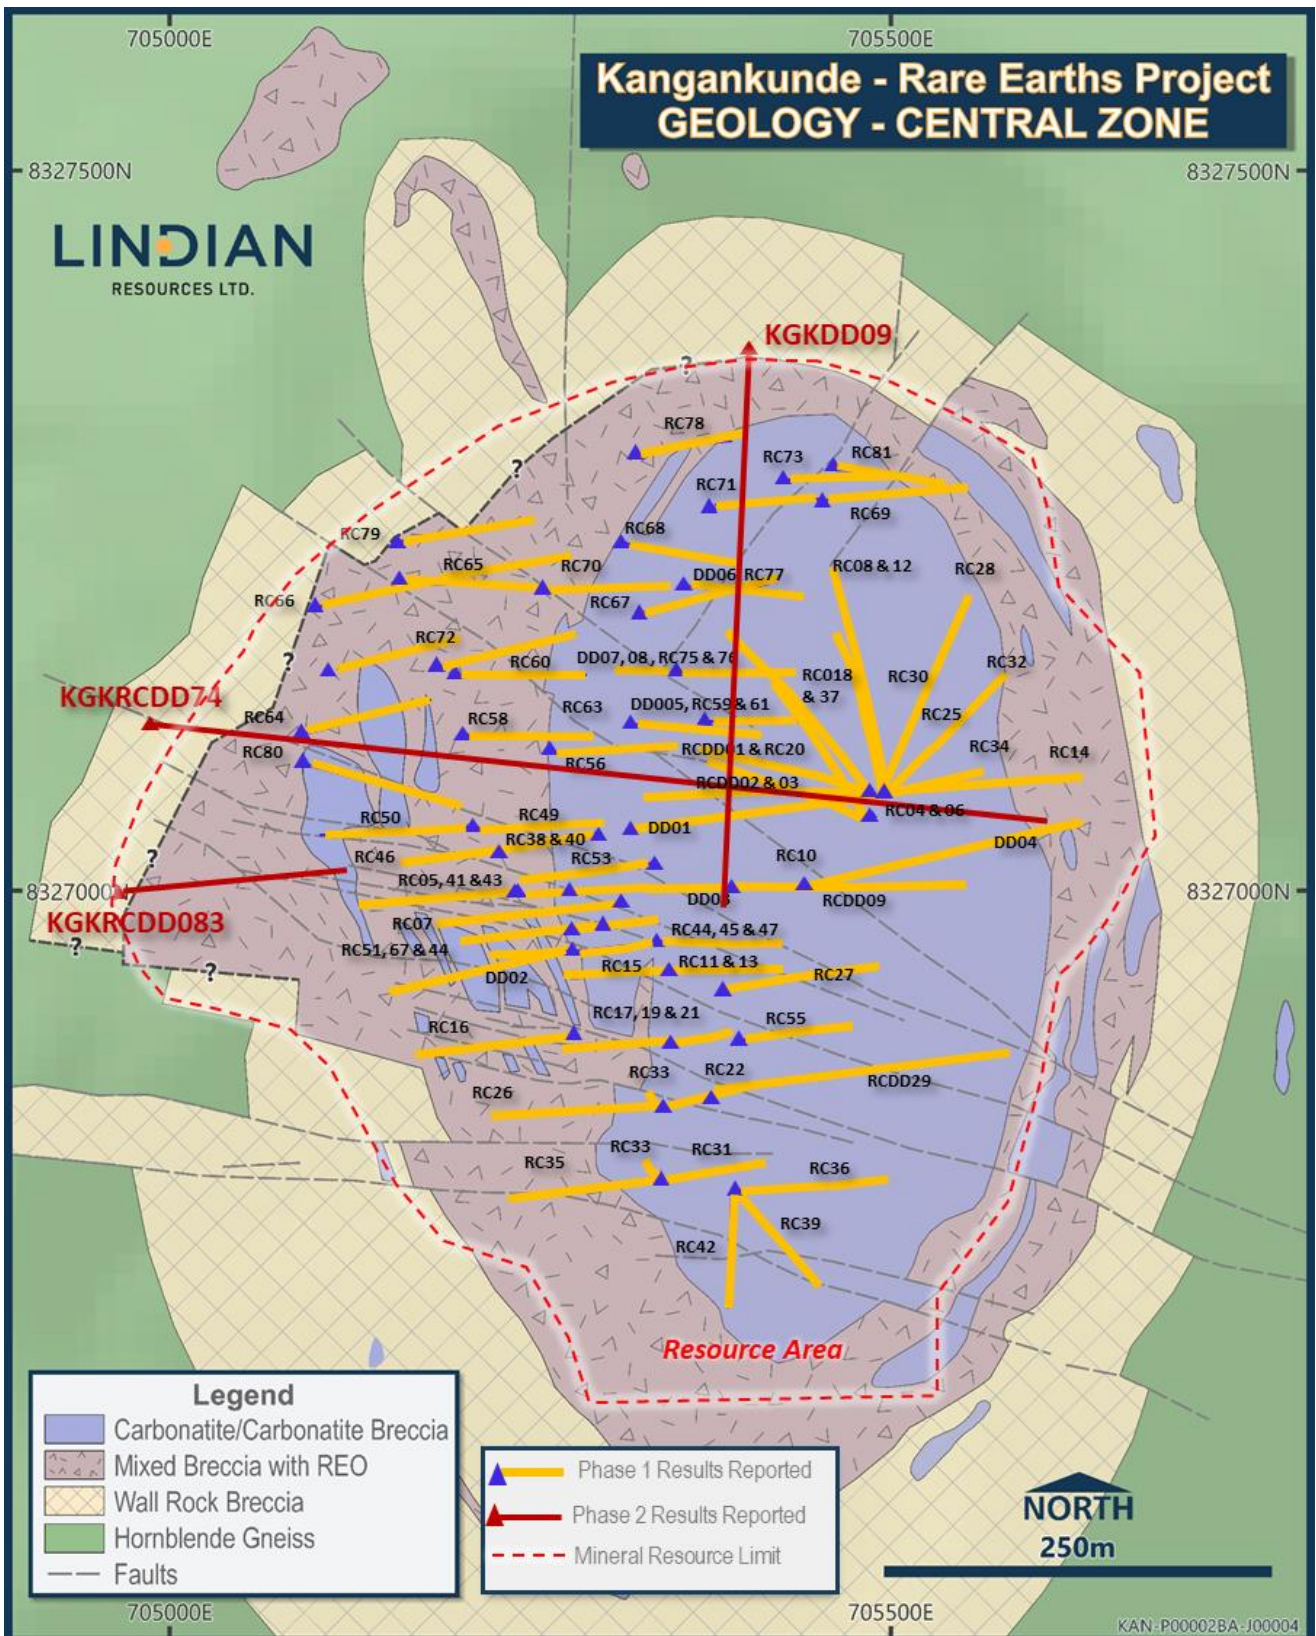 705000E
705500E
Kangankunde - Rare Earths Project
GEOLOGY - CENTRAL ZONE
8327500N
8327500N
LINDIAN
RESOURCES LTD.
KGKDD09
?
RC78
RC73
RC81
?
RC71
RC69
RC79
RC68
RC65
RC70
DD06
RC77
RC08 & 12
RC28
RC66
RC67
RC72
RC60
DD07, 08, RC75 & 76
RC018
& 37
RC30
RC32
?
KGKRCDD74
RC64
RC63
DD005, RC59 & 61
RC25
RC58
RC80
RC56
RCDD01 & RC20
RC34
RC14
RCDD02 & 03
RC50
RC49
RC04 & 06
DD01
RC38 & 40
DD04
?
RC46
RC53
RC10
RC05, 41 & 43
8327000N
8327000N
KGKRCDD083
DD03
RCDD09
RC07
?
RC51, 67 & 44
RC44, 45 & 47
?
DD02
RC15
RC11 & 13
RC27
RC17, 19 & 21
RC16
RC55
RC33
RC22
RCDD29
RC26
RC33
RC31
RC35
RC36
RC39
RC42
Resource Area
Legend
Carbonatite/Carbonatite Breccia
Mixed Breccia with REO
Wall Rock Breccia
Hornblende Gneiss
Faults
Phase 1 Results Reported
Phase 2 Results Reported
Mineral Resource Limit
NORTH
250m
705000E
705500E
KAN-P00002BA-J00004